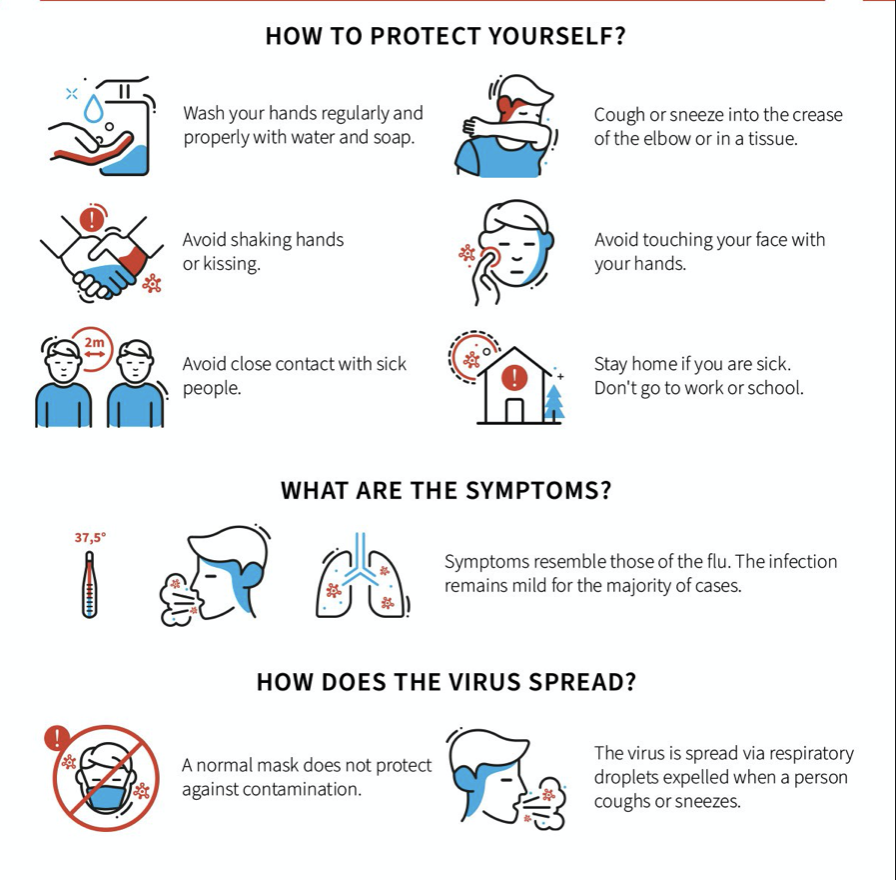 HOW TO PROTECT YOURSELF?
Wash your hands regularly and
properly with water and soap.
Cough or sneeze into the crease
of the elbow or in a tissue.
!
Avoid shaking hands
or kissing.
Avoid touching your face with
your hands.
2m
Avoid close contact with sick
people.
!
Stay home if you are sick.
Don't go to work or school.
WHAT ARE THE SYMPTOMS?
37,5°
Symptoms resemble those of the flu. The infection
remains mild for the majority of cases.
HOW DOES THE VIRUS SPREAD?
!
A normal mask does not protect
against contamination.
The virus is spread via respiratory
droplets expelled when a person
coughs or sneezes.